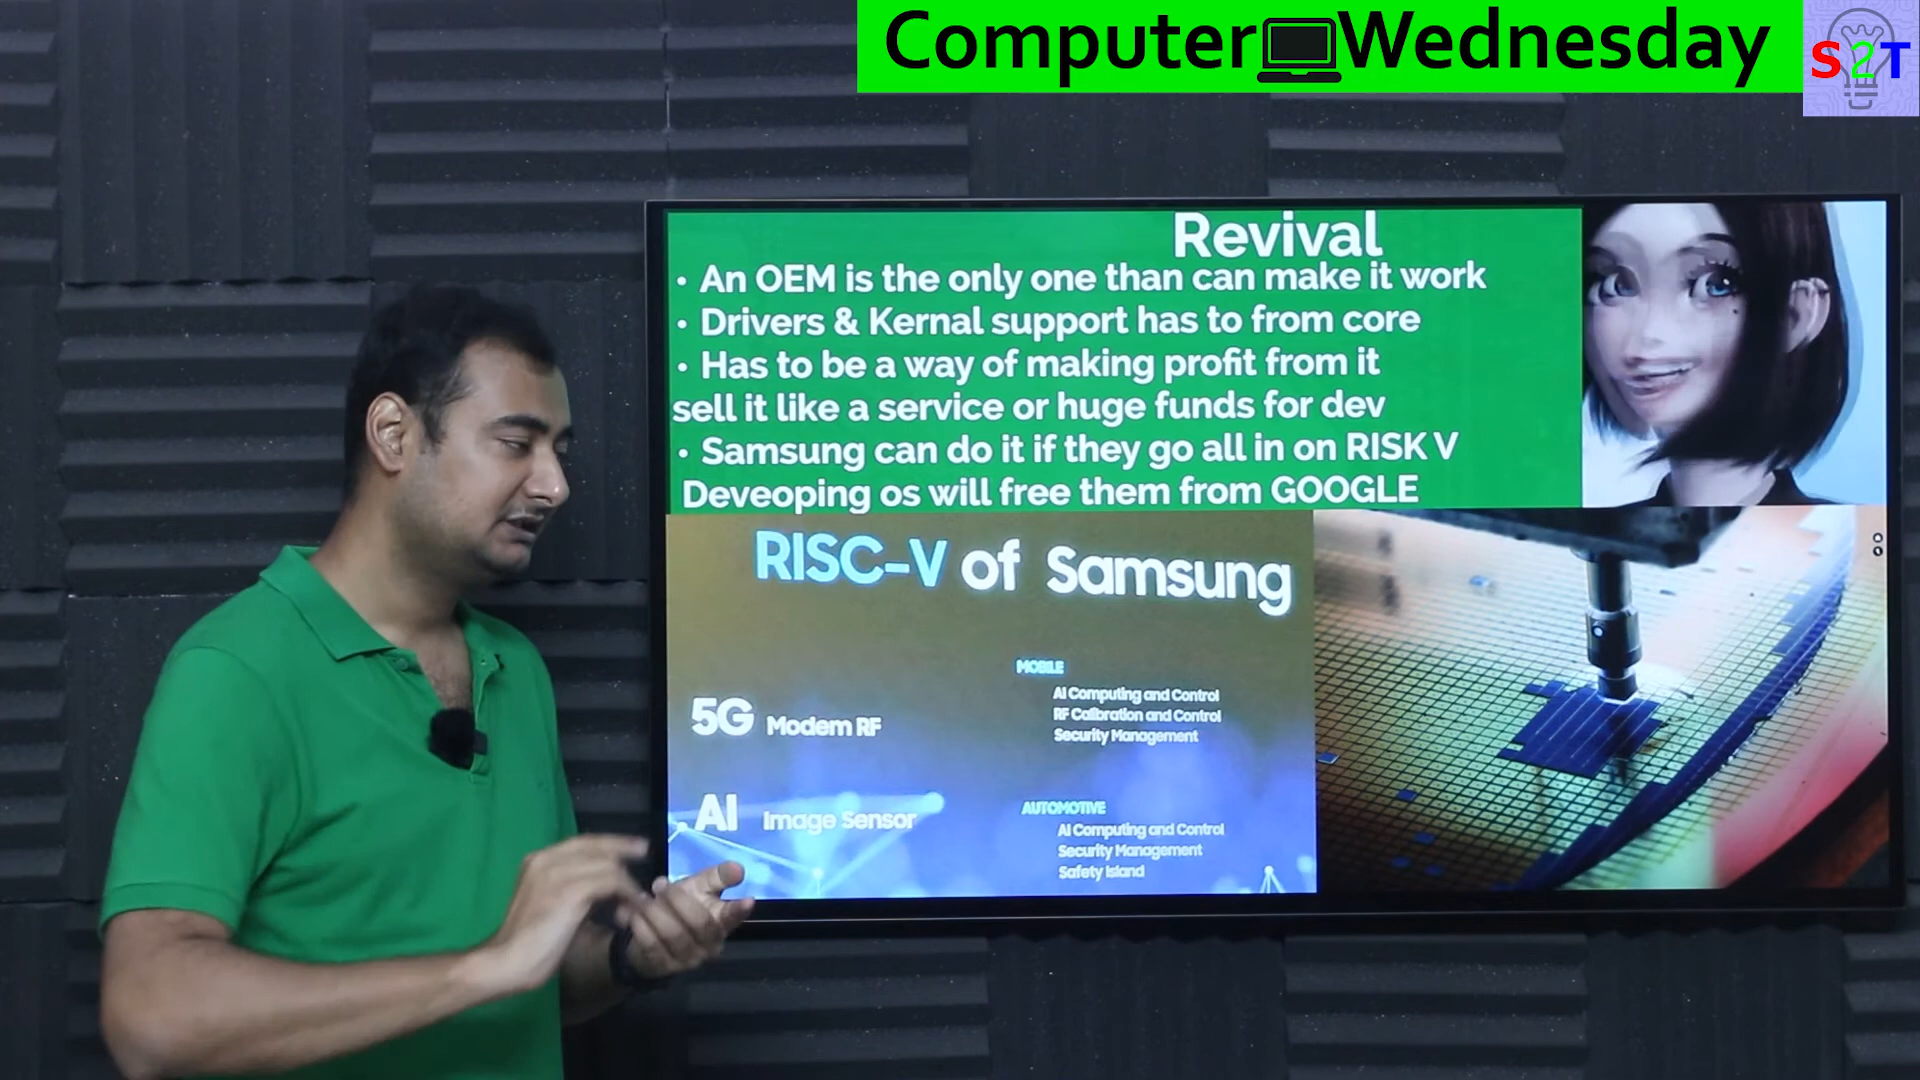 Computer Wednesday
S2T
Revival
• An OEM is the only one than can make it work
• Drivers & Kernal support has to from core
• Has to be a way of making profit from it
sell it like a service or huge funds for dev
• Samsung can do it if they go all in on RISK V
Deveoping os will free them from GOOGLE
RISC-V of Samsung
5G Modem RF
AI Image Sensor
MOBILE
AI Computing and Control
RF Calibration and Control
Security Management
AUTOMOTIVE
AI Computing and Control
Security Management
Safety Island